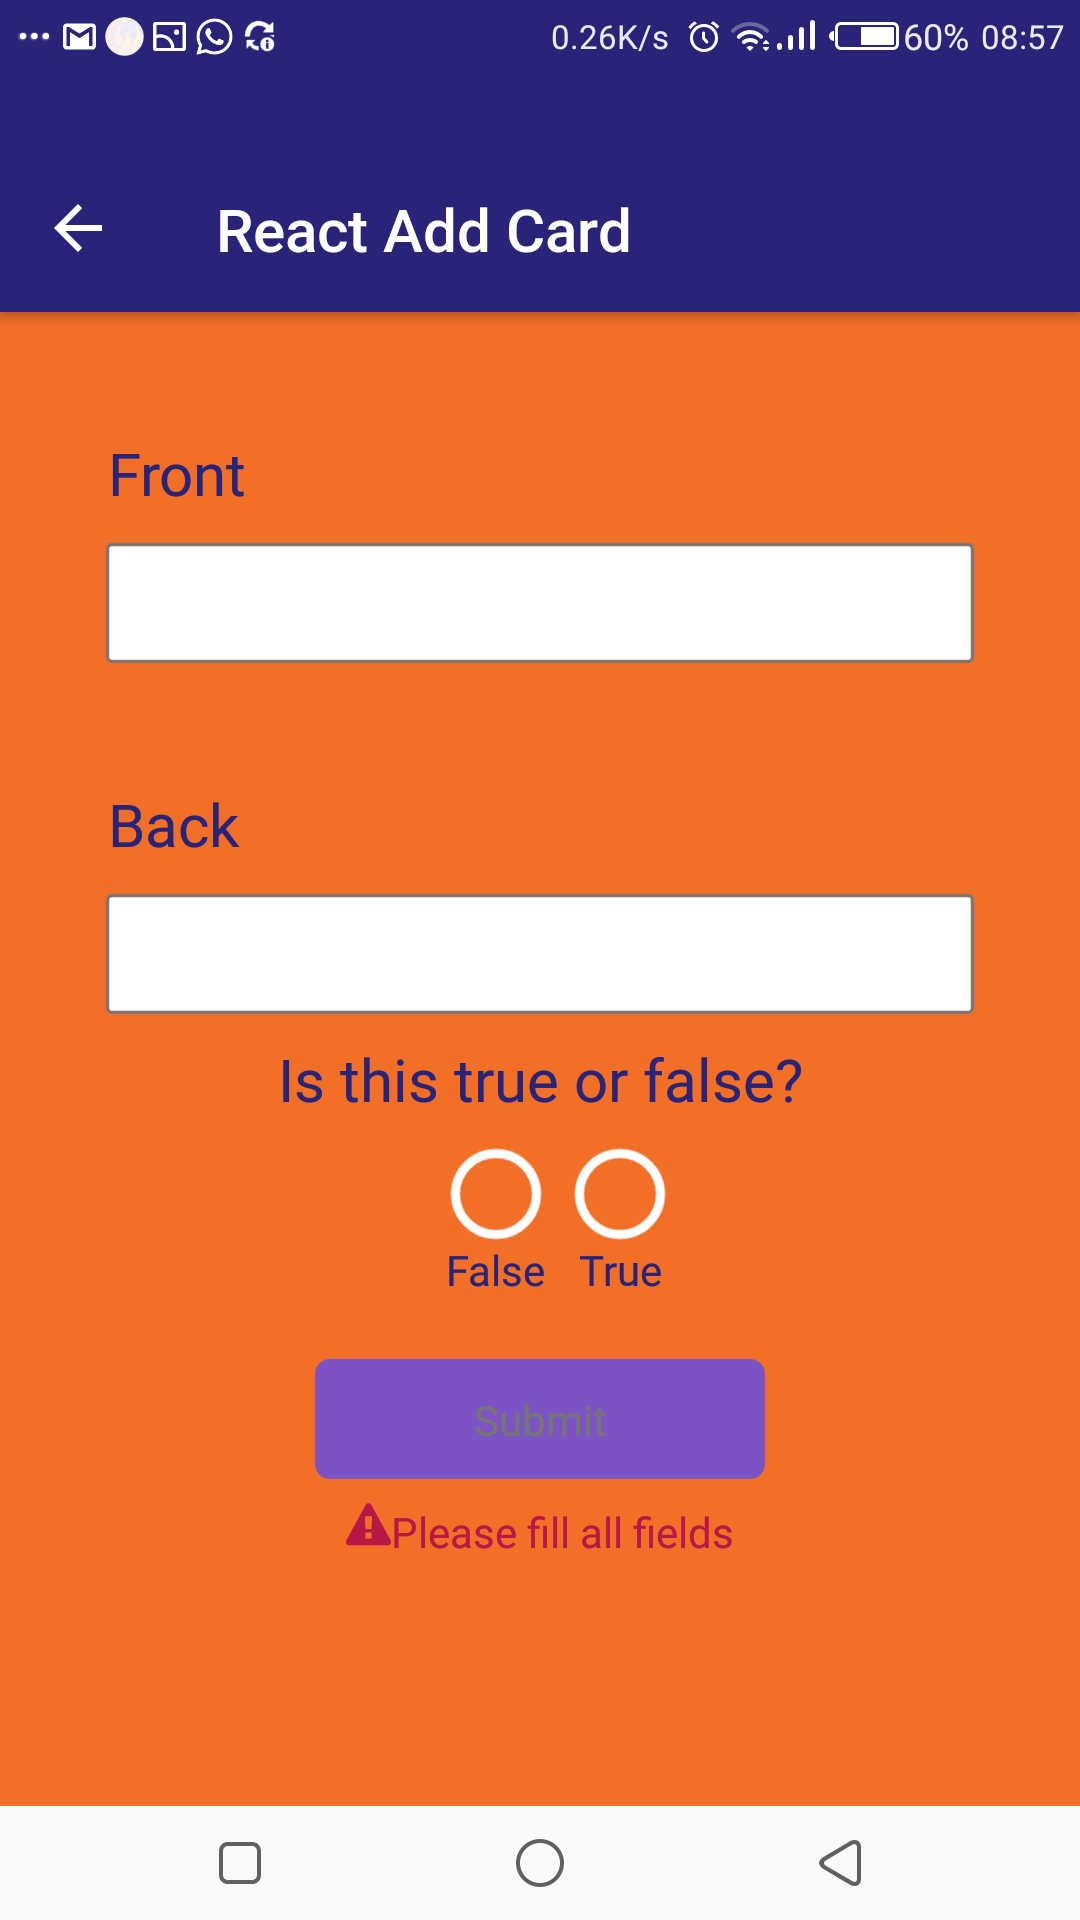 0.26K/s 60% 08:57
React Add Card
Front
Back
Is this true or false?
False True
Submit
Please fill all fields